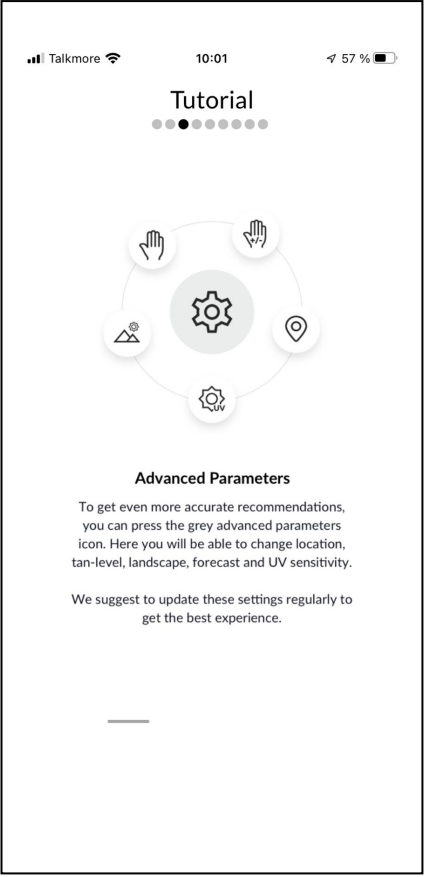 Talkmore 10:01 57 %
Tutorial
+/-
UV
Advanced Parameters
To get even more accurate recommendations,
you can press the grey advanced parameters
icon. Here you will be able to change location,
tan-level, landscape, forecast and UV sensitivity.
We suggest to update these settings regularly to
get the best experience.